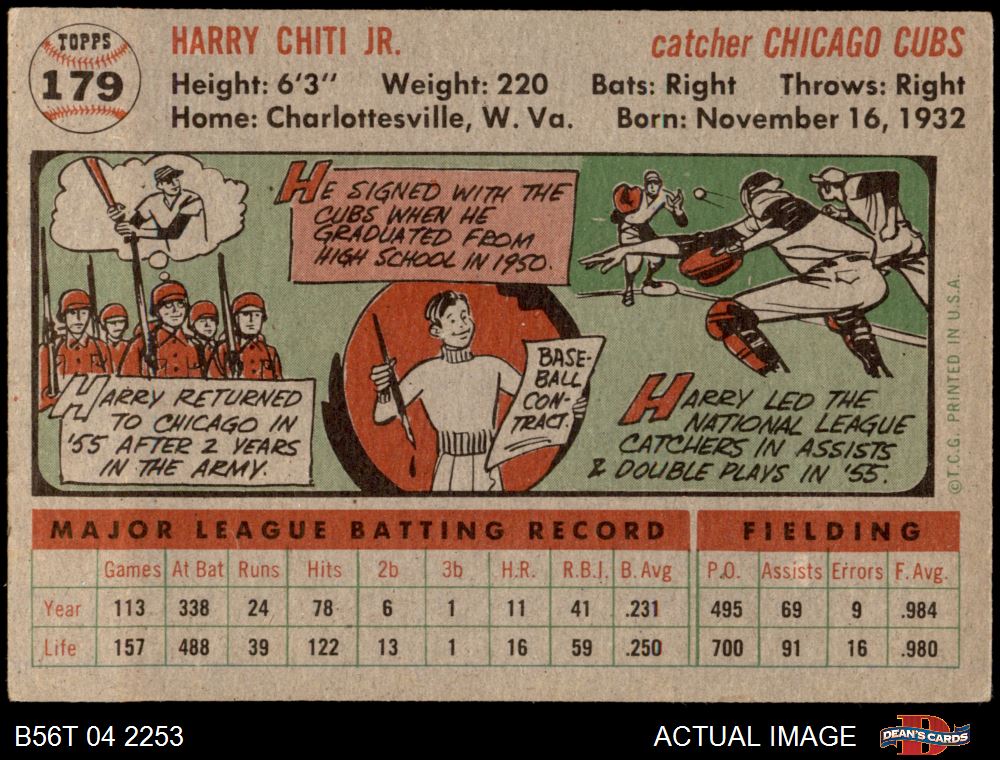 TOPPS
179
HARRY CHITI JR.
catcher CHICAGO CUBS
Height: 6'3" Weight: 220 Bats: Right Throws: Right
Home: Charlottesville, W. Va. Born: November 16, 1932
HE SIGNED WITH THE
CUBS WHEN HE
GRADUATED FROM
HIGH SCHOOL IN 1950.
HARRY RETURNED
TO CHICAGO IN
'55 AFTER 2 YEARS
IN THE ARMY.
BASE-
BALL
CON-
TRACT.
HARRY LED THE
NATIONAL LEAGUE
CATCHERS IN ASSISTS
& DOUBLE PLAYS IN '55.
©T.C.G. PRINTED IN U.S.A.
MAJOR LEAGUE BATTING RECORD FIELDING
Games At Bat Runs Hits 2b 3b H.R. R.B.I. B. Avg P.O. Assists Errors F. Avg.
Year 113 338 24 78 6 1 11 41 .231 495 69 9 .984
Life 157 488 39 122 13 1 16 59 .250 700 91 16 .980
B56T 04 2253
ACTUAL IMAGE
D
DEAN'S CARDS